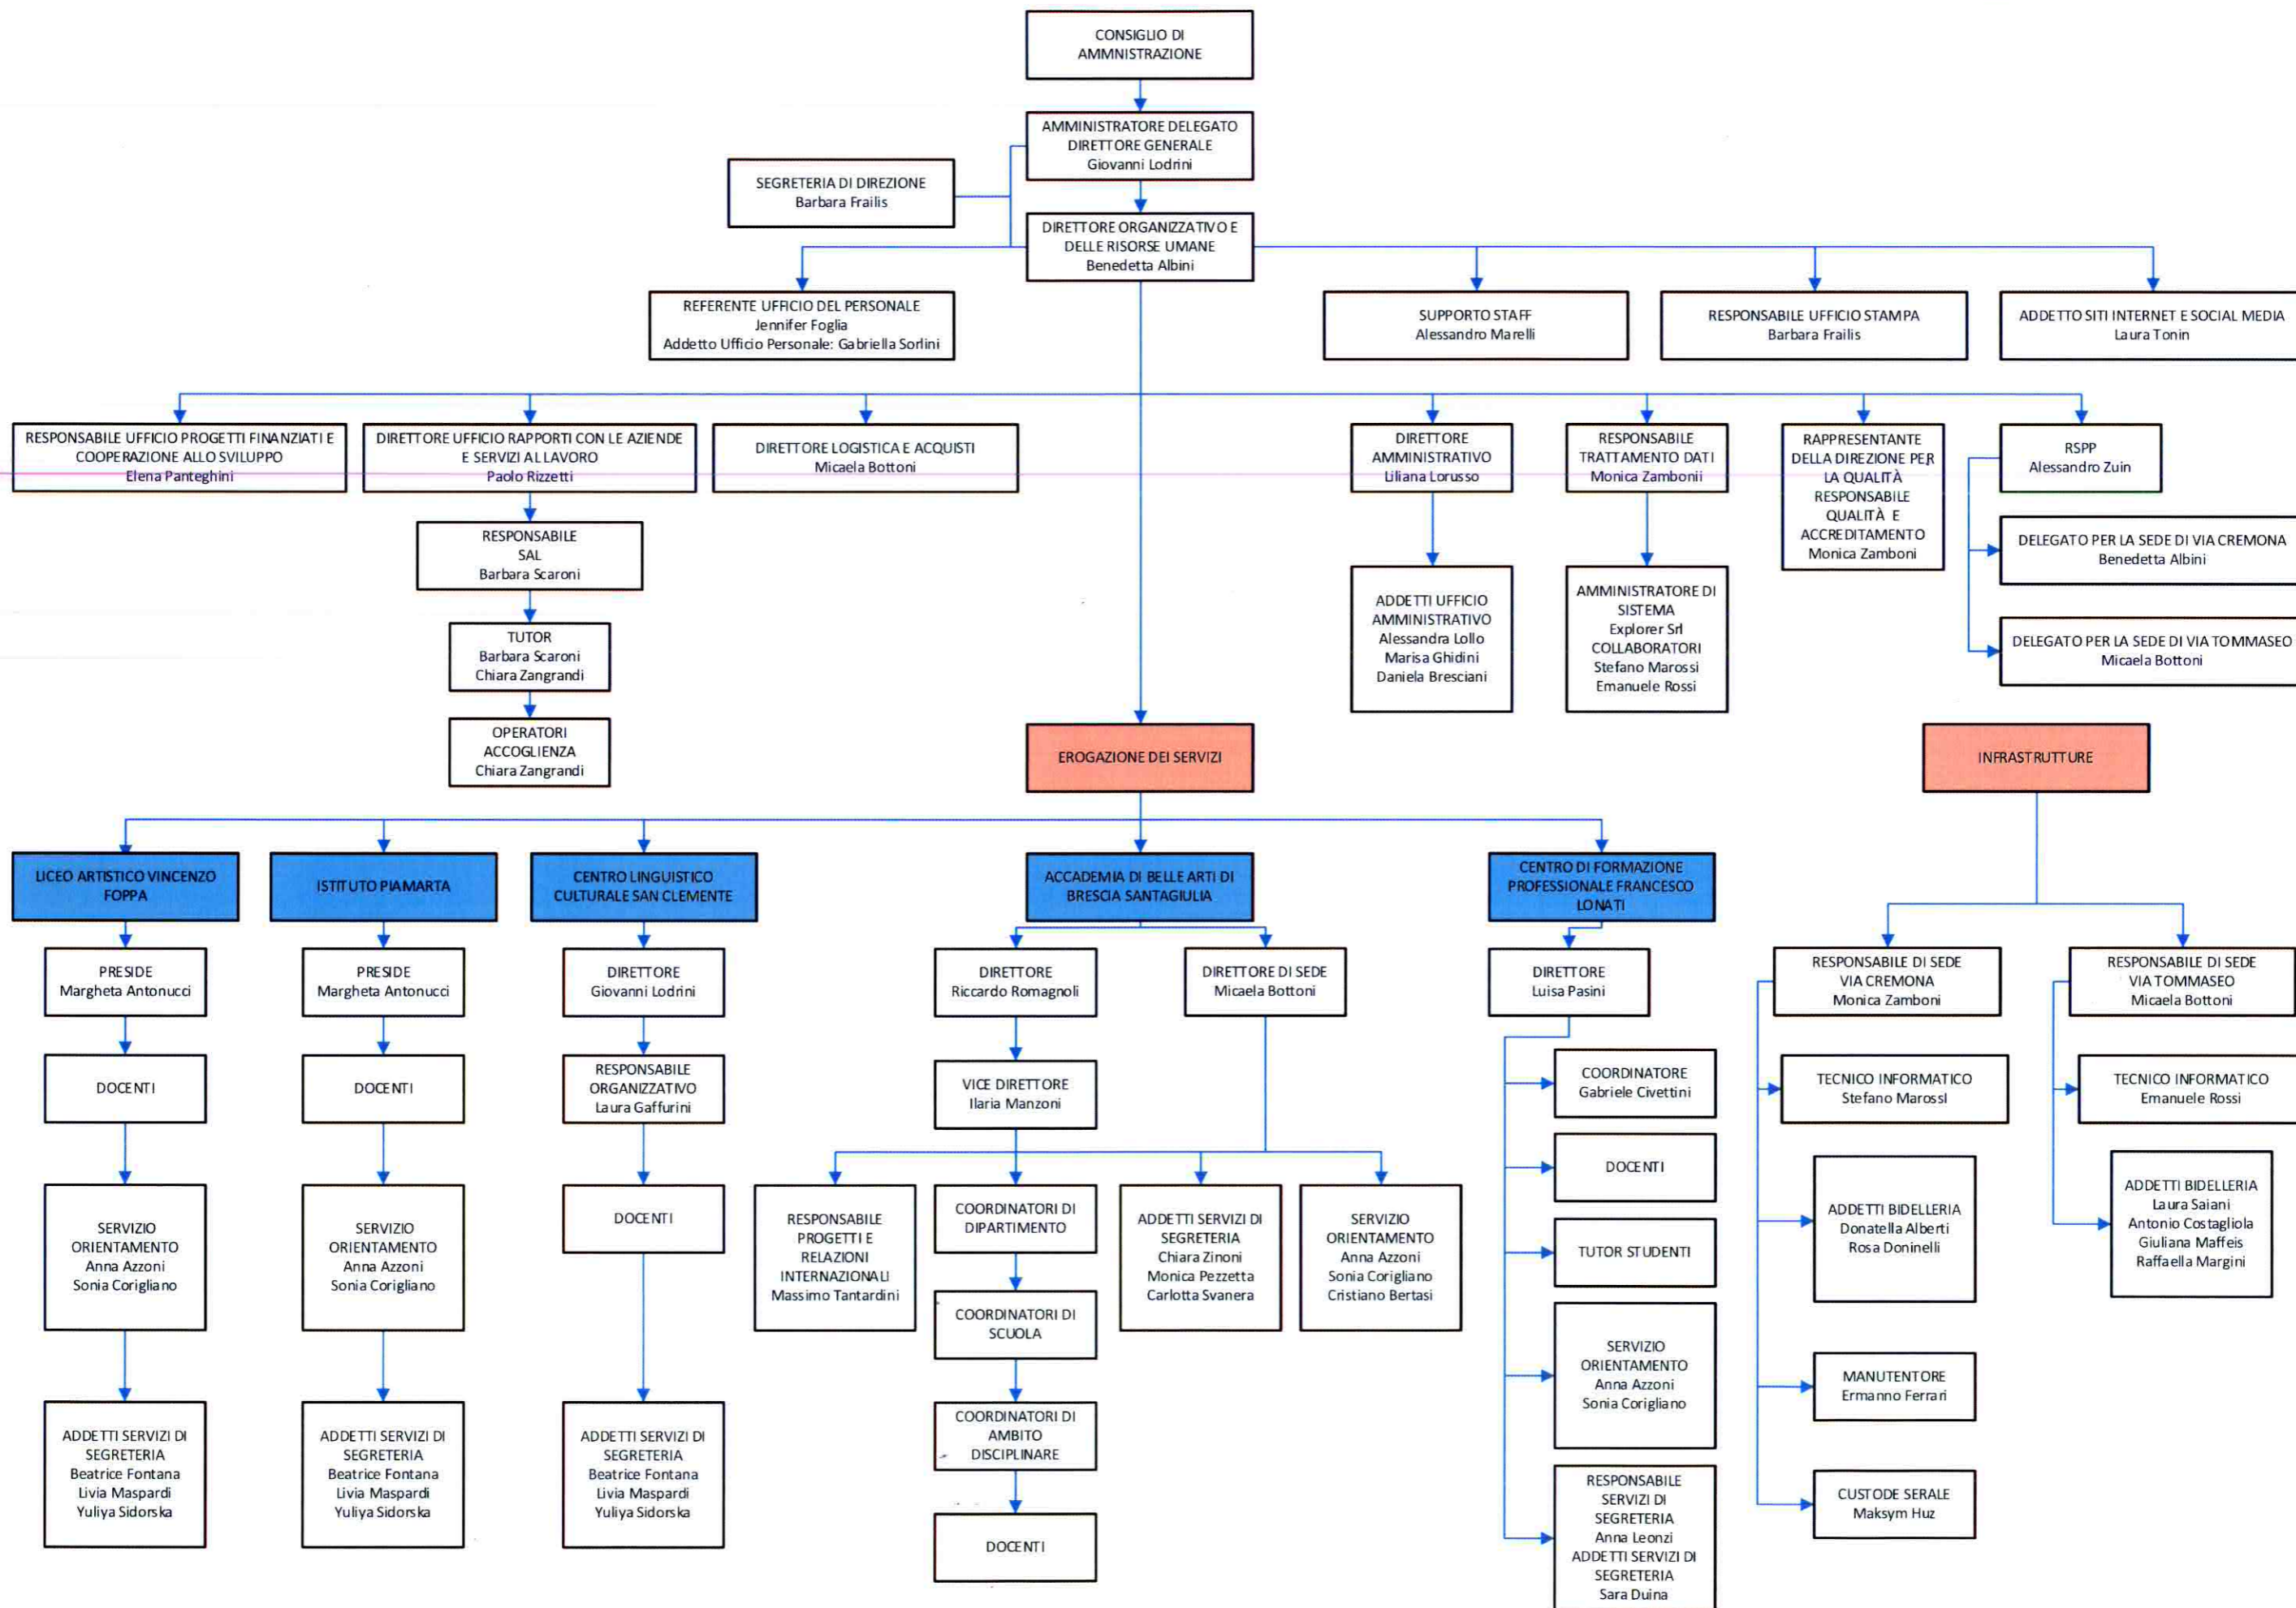 CONSIGLIO DI
AMMNISTRAZIONE
AMMINISTRATORE DELEGATO
DIRETTORE GENERALE
Giovanni Lodrini
SEGRETERIA DI DIREZIONE
Barbara Frailis
DIRETTORE ORGANIZZATIVO E
DELLE RISORSE UMANE
Benedetta Albini
REFERENTE UFFICIO DEL PERSONALE
Jennifer Foglia
Addetto Ufficio Personale: Gabriella Sorlini
SUPPORTO STAFF
Alessandro Marelli
RESPONSABILE UFFICIO STAMPA
Barbara Frailis
ADDETTO SITI INTERNET E SOCIAL MEDIA
Laura Tonin
RESPONSABILE UFFICIO PROGETTI FINANZIATI E
COOPERAZIONE ALLO SVILUPPO
Elena Panteghini
DIRETTORE UFFICIO RAPPORTI CON LE AZIENDE
E SERVIZI AL LAVORO
Paolo Rizzetti
DIRETTORE LOGISTICA E ACQUISTI
Micaela Bottoni
DIRETTORE
AMMINISTRATIVO
Liliana Lorusso
RESPONSABILE
TRATTAMENTO DATI
Monica Zambonii
RAPPRESENTANTE
DELLA DIREZIONE PER
LA QUALITÀ
RESPONSABILE
QUALITÀ E
ACCREDITAMENTO
Monica Zamboni
RSPP
Alessandro Zuin
RESPONSABILE
SAL
Barbara Scaroni
DELEGATO PER LA SEDE DI VIA CREMONA
Benedetta Albini
ADDETTI UFFICIO
AMMINISTRATIVO
Alessandra Lollo
Marisa Ghidini
Daniela Bresciani
AMMINISTRATORE DI
SISTEMA
Explorer Srl
COLLABORATORI
Stefano Marossi
Emanuele Rossi
TUTOR
Barbara Scaroni
Chiara Zangrandi
DELEGATO PER LA SEDE DI VIA TOMMASEO
Micaela Bottoni
OPERATORI
ACCOGLIENZA
Chiara Zangrandi
EROGAZIONE DEI SERVIZI
INFRASTRUTTURE
LICEO ARTISTICO VINCENZO
FOPPA
ISTITUTO PIAMARTA
CENTRO LINGUISTICO
CULTURALE SAN CLEMENTE
ACCADEMIA DI BELLE ARTI DI
BRESCIA SANTAGIULIA
CENTRO DI FORMAZIONE
PROFESSIONALE FRANCESCO
LONATI
PRESIDE
Margheta Antonucci
PRESIDE
Margheta Antonucci
DIRETTORE
Giovanni Lodrini
DIRETTORE
Riccardo Romagnoli
DIRETTORE DI SEDE
Micaela Bottoni
DIRETTORE
Luisa Pasini
RESPONSABILE DI SEDE
VIA CREMONA
Monica Zamboni
RESPONSABILE DI SEDE
VIA TOMMASEO
Micaela Bottoni
DOCENTI
DOCENTI
RESPONSABILE
ORGANIZZATIVO
Laura Gaffurini
VICE DIRETTORE
Ilaria Manzoni
COORDINATORE
Gabriele Civettini
TECNICO INFORMATICO
Stefano MarossI
TECNICO INFORMATICO
Emanuele Rossi
DOCENTI
SERVIZIO
ORIENTAMENTO
Anna Azzoni
Sonia Corigliano
SERVIZIO
ORIENTAMENTO
Anna Azzoni
Sonia Corigliano
DOCENTI
RESPONSABILE
PROGETTI E
RELAZIONI
INTERNAZIONALI
Massimo Tantardini
COORDINATORI DI
DIPARTIMENTO
ADDETTI SERVIZI DI
SEGRETERIA
Chiara Zinoni
Monica Pezzetta
Carlotta Svanera
SERVIZIO
ORIENTAMENTO
Anna Azzoni
Sonia Corigliano
Cristiano Bertasi
TUTOR STUDENTI
ADDETTI BIDELLERIA
Donatella Alberti
Rosa Doninelli
ADDETTI BIDELLERIA
Laura Saiani
Antonio Costagliola
Giuliana Maffeis
Raffaella Margini
COORDINATORI DI
SCUOLA
SERVIZIO
ORIENTAMENTO
Anna Azzoni
Sonia Corigliano
MANUTENTORE
Ermanno Ferrari
ADDETTI SERVIZI DI
SEGRETERIA
Beatrice Fontana
Livia Maspardi
Yuliya Sidorska
ADDETTI SERVIZI DI
SEGRETERIA
Beatrice Fontana
Livia Maspardi
Yuliya Sidorska
ADDETTI SERVIZI DI
SEGRETERIA
Beatrice Fontana
Livia Maspardi
Yuliya Sidorska
COORDINATORI DI
AMBITO
DISCIPLINARE
DOCENTI
RESPONSABILE
SERVIZI DI
SEGRETERIA
Anna Leonzi
ADDETTI SERVIZI DI
SEGRETERIA
Sara Duina
CUSTODE SERALE
Maksym Huz